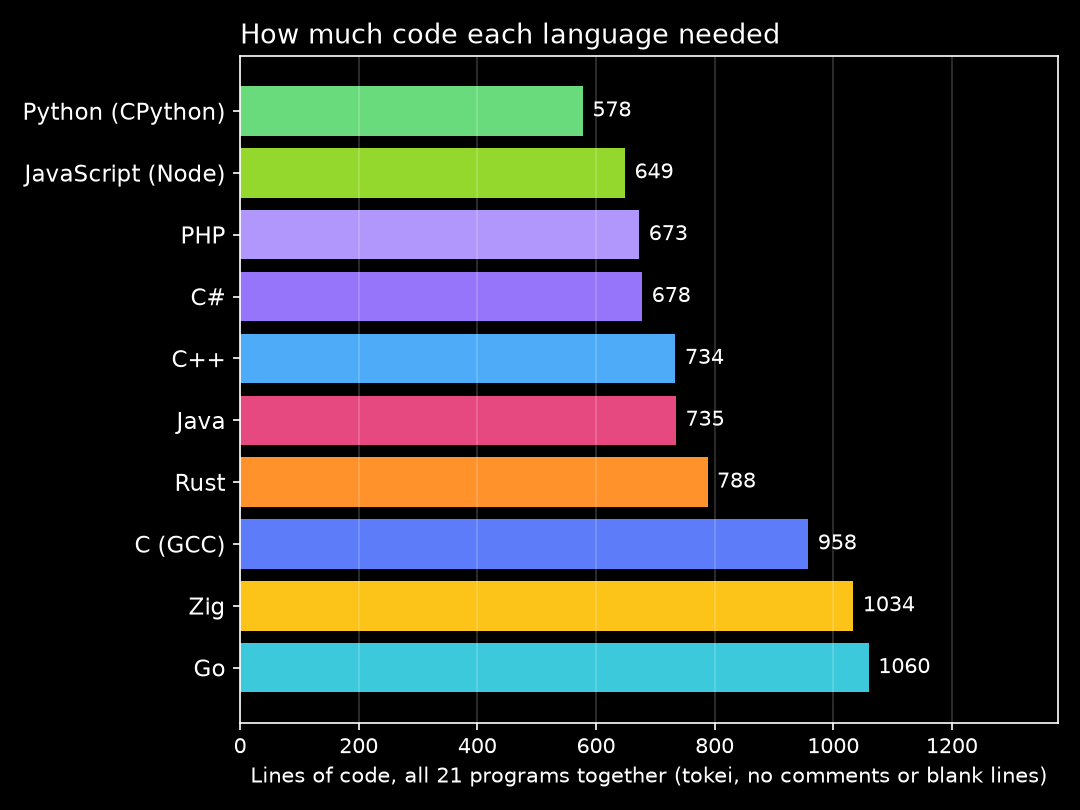 How much code each language needed
Python (CPython) 578
JavaScript (Node) 649
PHP 673
C# 678
C++ 734
Java 735
Rust 788
C (GCC) 958
Zig 1034
Go 1060
0 200 400 600 800 1000 1200
Lines of code, all 21 programs together (tokei, no comments or blank lines)